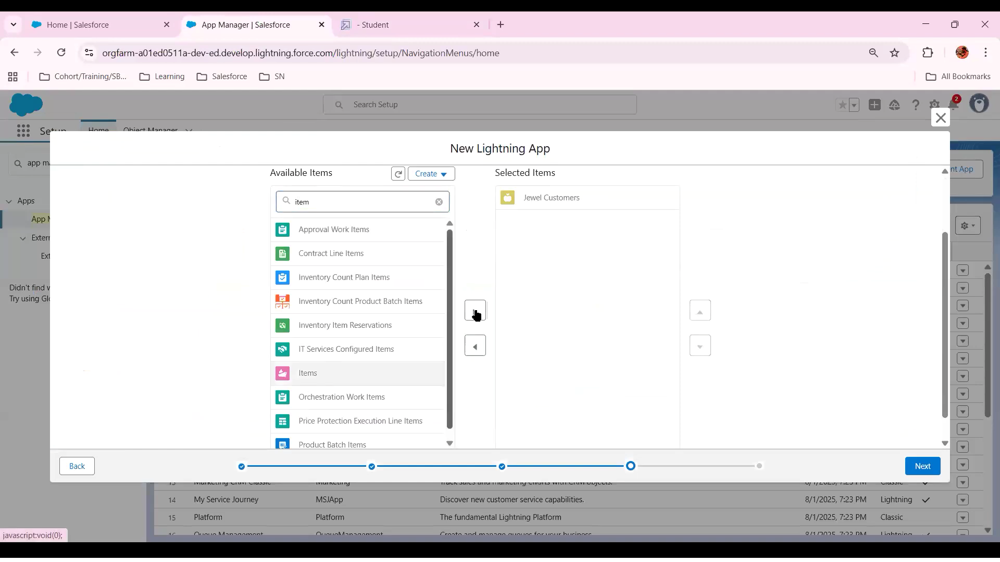 Home | Salesforce
App Manager | Salesforce
- Student
orgfarm-a01ed0511a-dev-ed.develop.lightning.force.com/lightning/setup/NavigationMenus/home
Cohort/Training/SB...
Learning
Salesforce
SN
All Bookmarks
Search Setup
2
Setup
Home
Object Manager
New Lightning App
app ma
nt App
Available Items
Create
Selected Items
item
Jewel Customers
Apps
App M
Extern
Ext
Didn't find w
Try using Glo
Approval Work Items
Contract Line Items
Inventory Count Plan Items
Inventory Count Product Batch Items
Inventory Item Reservations
IT Services Configured Items
Items
Orchestration Work Items
Price Protection Execution Line Items
Product Batch Items
Back
Next
Marketing CRM Classic Marketing Track sales and marketing efforts with CRM objects. 8/1/2025, 7:23 PM Classic
14 My Service Journey MSJApp Discover new customer service capabilities. 8/1/2025, 7:23 PM Lightning
15 Platform Platform The fundamental Lightning Platform 8/1/2025, 7:23 PM Classic
16 Queue Management QueueManagement Create and manage queues for your business. 8/1/2025, 7:23 PM Lightning
javascript:void(0);